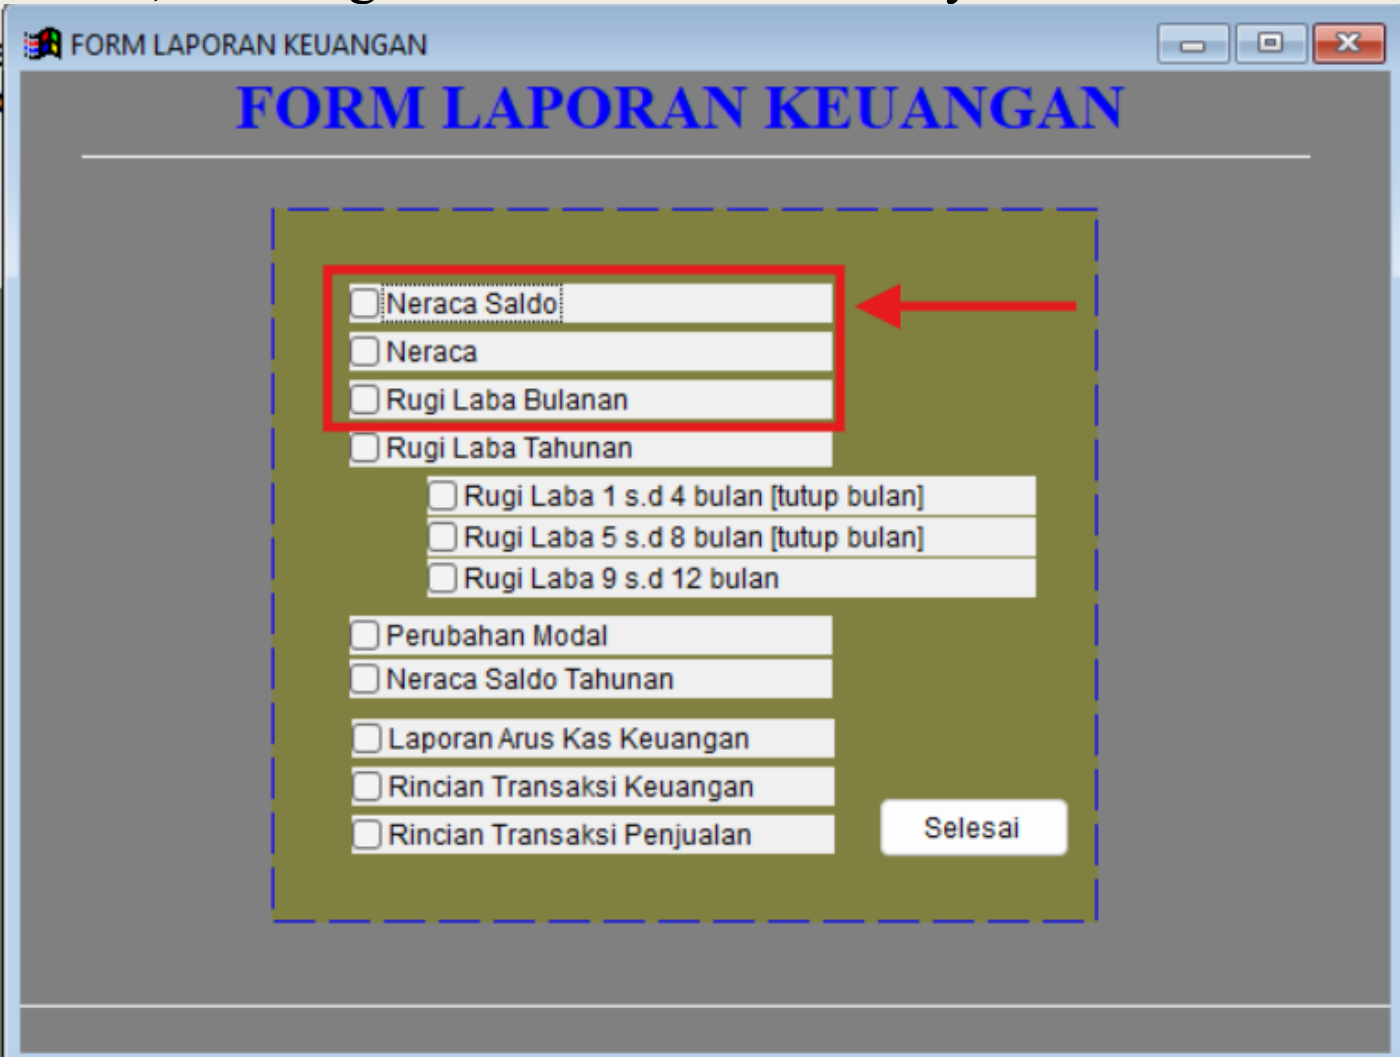 FORM LAPORAN KEUANGAN
FORM LAPORAN KEUANGAN
Neraca Saldo
Neraca
Rugi Laba Bulanan
Rugi Laba Tahunan
Rugi Laba 1 s.d 4 bulan [tutup bulan]
Rugi Laba 5 s.d 8 bulan [tutup bulan]
Rugi Laba 9 s.d 12 bulan
Perubahan Modal
Neraca Saldo Tahunan
Laporan Arus Kas Keuangan
Rincian Transaksi Keuangan
Rincian Transaksi Penjualan
Selesai